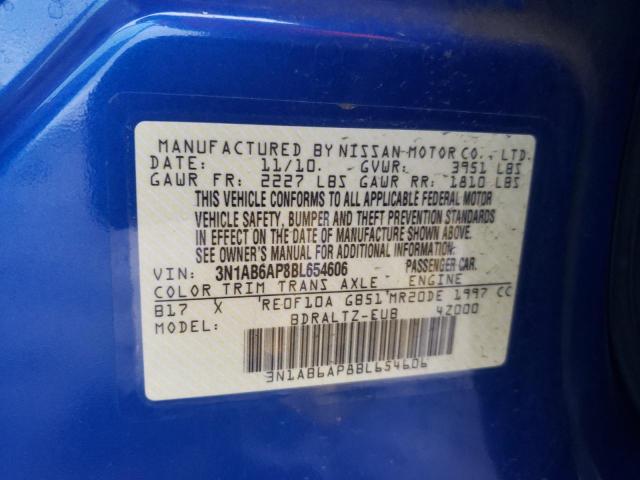 MANUFACTURED BY NISSAN MOTOR CO., LTD.
DATE: 11/10. GVWR: 3951 LBS
GAWR FR: 2227 LBS GAWR RR: 1810 LBS
THIS VEHICLE CONFORMS TO ALL APPLICABLE FEDERAL MOTOR
VEHICLE SAFETY, BUMPER AND THEFT PREVENTION STANDARDS
IN EFFECT ON THE DATE OF MANUFACTURE SHOWN ABOVE.
SEE OWNER'S MANUAL FOR ADDITIONAL INFORMATION
VIN: 3N1AB6AP8BL654606 PASSENGER CAR.
COLOR TRIM TRANS AXLE ENGINE
B17 X RE0F10A GB51 MR20DE 1997 CC
MODEL: BDRALTZ-EUB 4Z000
3N1AB6AP8BL654606